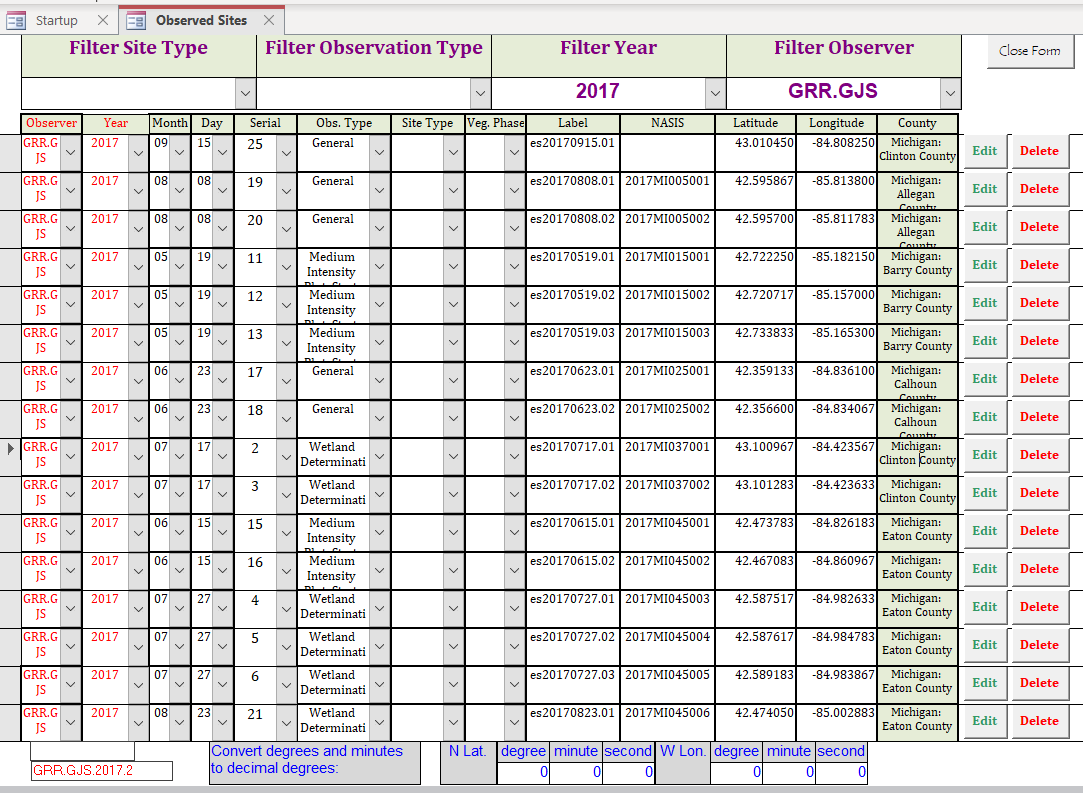 Startup Observed Sites
Filter Site Type Filter Observation Type Filter Year Filter Observer Close Form
2017 GRR.GJS
Observer Year Month Day Serial Obs. Type Site Type Veg. Phase Label NASIS Latitude Longitude County
GRR.G 2017 09 15 25 General es20170915.01 43.010450 -84.808250 Michigan: Edit Delete
JS Clinton County
GRR.G 2017 08 08 19 General es20170808.01 2017MI005001 42.595867 -85.813800 Michigan: Edit Delete
JS Allegan
County
GRR.G 2017 08 08 20 General es20170808.02 2017MI005002 42.595700 -85.811783 Michigan: Edit Delete
JS Allegan
County
GRR.G 2017 05 19 11 Medium es20170519.01 2017MI015001 42.722250 -85.182150 Michigan: Edit Delete
JS Intensity Barry County
GRR.G 2017 05 19 12 Medium es20170519.02 2017MI015002 42.720717 -85.157000 Michigan: Edit Delete
JS Intensity Barry County
GRR.G 2017 05 19 13 Medium es20170519.03 2017MI015003 42.733833 -85.165300 Michigan: Edit Delete
JS Intensity Barry County
GRR.G 2017 06 23 17 General es20170623.01 2017MI025001 42.359133 -84.836100 Michigan: Edit Delete
JS Calhoun
County
GRR.G 2017 06 23 18 General es20170623.02 2017MI025002 42.356600 -84.834067 Michigan: Edit Delete
JS Calhoun
County
GRR.G 2017 07 17 2 Wetland es20170717.01 2017MI037001 43.100967 -84.423567 Michigan: Edit Delete
JS Determinati Clinton County
GRR.G 2017 07 17 3 Wetland es20170717.02 2017MI037002 43.101283 -84.423633 Michigan: Edit Delete
JS Determinati Clinton County
GRR.G 2017 06 15 15 Medium es20170615.01 2017MI045001 42.473783 -84.826183 Michigan: Edit Delete
JS Intensity Eaton County
GRR.G 2017 06 15 16 Medium es20170615.02 2017MI045002 42.467083 -84.860967 Michigan: Edit Delete
JS Intensity Eaton County
GRR.G 2017 07 27 4 Wetland es20170727.01 2017MI045003 42.587517 -84.982633 Michigan: Edit Delete
JS Determinati Eaton County
GRR.G 2017 07 27 5 Wetland es20170727.02 2017MI045004 42.587617 -84.984783 Michigan: Edit Delete
JS Determinati Eaton County
GRR.G 2017 07 27 6 Wetland es20170727.03 2017MI045005 42.589183 -84.983867 Michigan: Edit Delete
JS Determinati Eaton County
GRR.G 2017 08 23 21 Wetland es20170823.01 2017MI045006 42.474050 -85.002883 Michigan: Edit Delete
JS Determinati Eaton County
Convert degrees and minutes N Lat. degree minute second W Lon. degree minute second
GRR.GJS.2017.2 to decimal degrees: 0 0 0 0 0 0